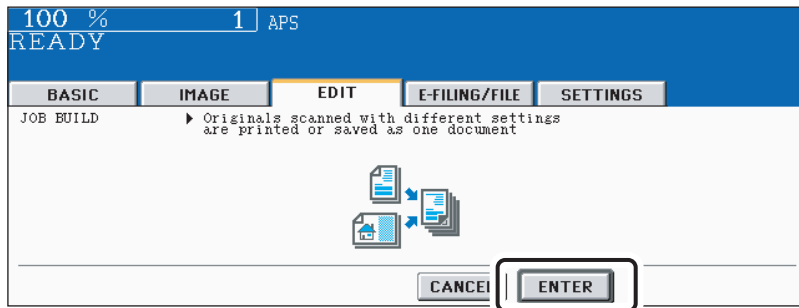 100 % 1 APS
READY
BASIC IMAGE EDIT E-FILING/FILE SETTINGS
JOB BUILD ▶ Originals scanned with different settings
are printed or saved as one document
CANCEL ENTER